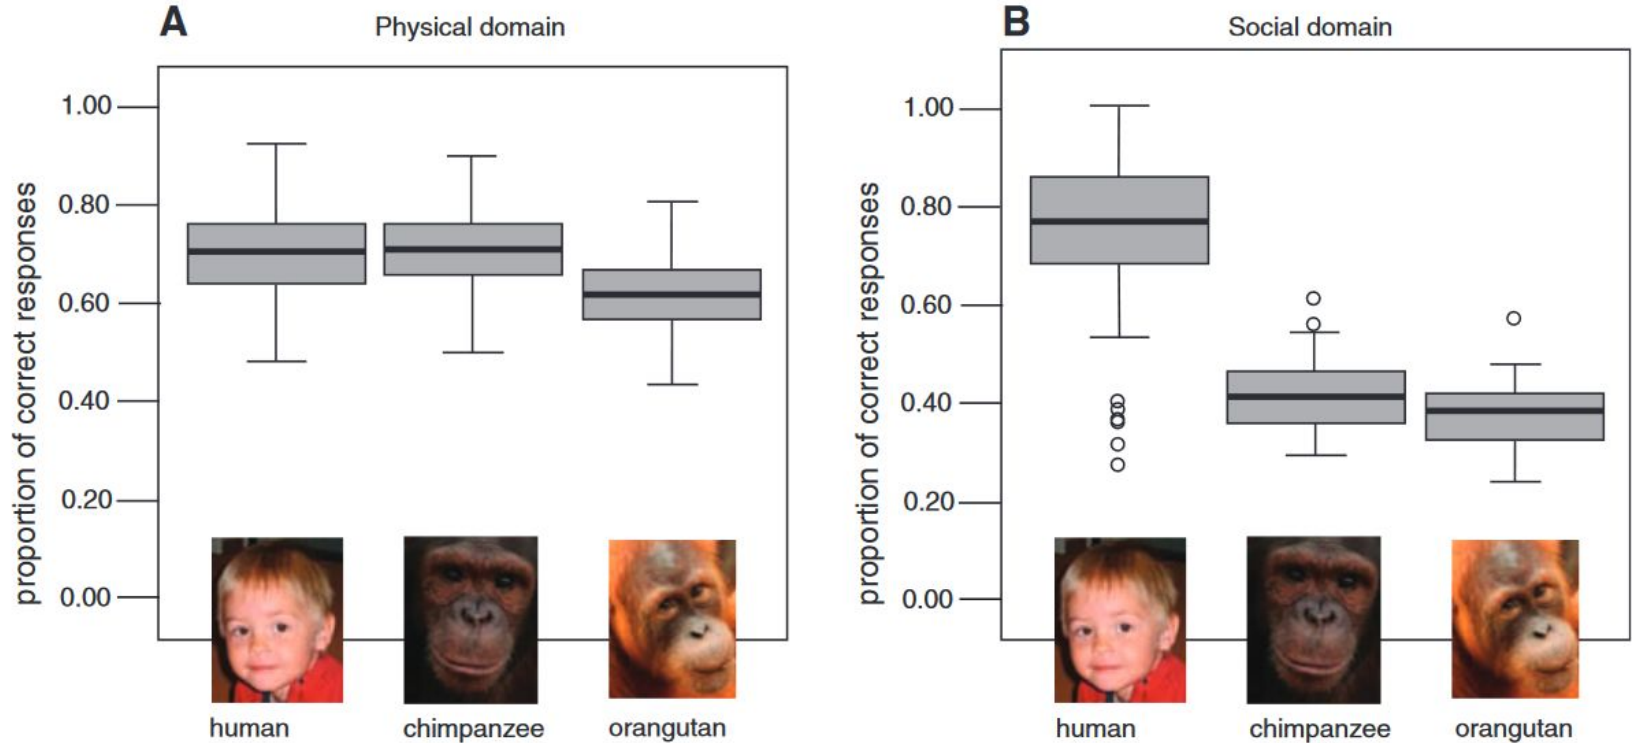 A Physical domain
proportion of correct responses
1.00
0.80
0.60
0.40
0.20
0.00
human chimpanzee orangutan
B Social domain
proportion of correct responses
1.00
0.80
0.60
0.40
0.20
0.00
human chimpanzee orangutan